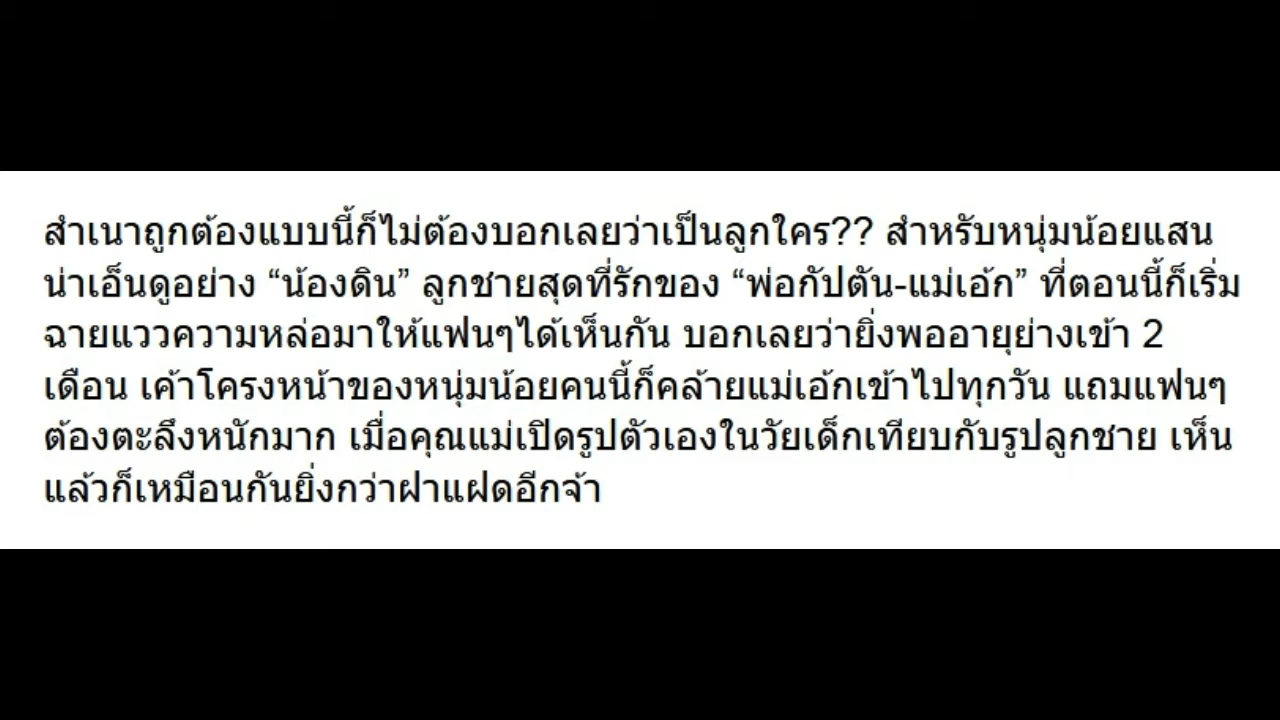 สำเนาถูกต้องแบบนี้ก็ไม่ต้องบอกเลยว่าเป็นลูกใคร?? สำหรับหนุ่มน้อยแสน
น่าเอ็นดูอย่าง “น้องดิน” ลูกชายสุดที่รักของ “พ่อกัปตัน-แม่เอ้ก” ที่ตอนนี้ก็เริ่ม
ฉายแววความหล่อมาให้แฟนๆได้เห็นกัน บอกเลยว่ายิ่งพออายุย่างเข้า 2
เดือน เค้าโครงหน้าของหนุ่มน้อยคนนี้ก็คล้ายแม่เอ้กเข้าไปทุกวัน แถมแฟนๆ
ต้องตะลึงหนักมาก เมื่อคุณแม่เปิดรูปตัวเองในวัยเด็กเทียบกับรูปลูกชาย เห็น
แล้วก็เหมือนกันยิ่งกว่าฝาแฝดอีกจ้า